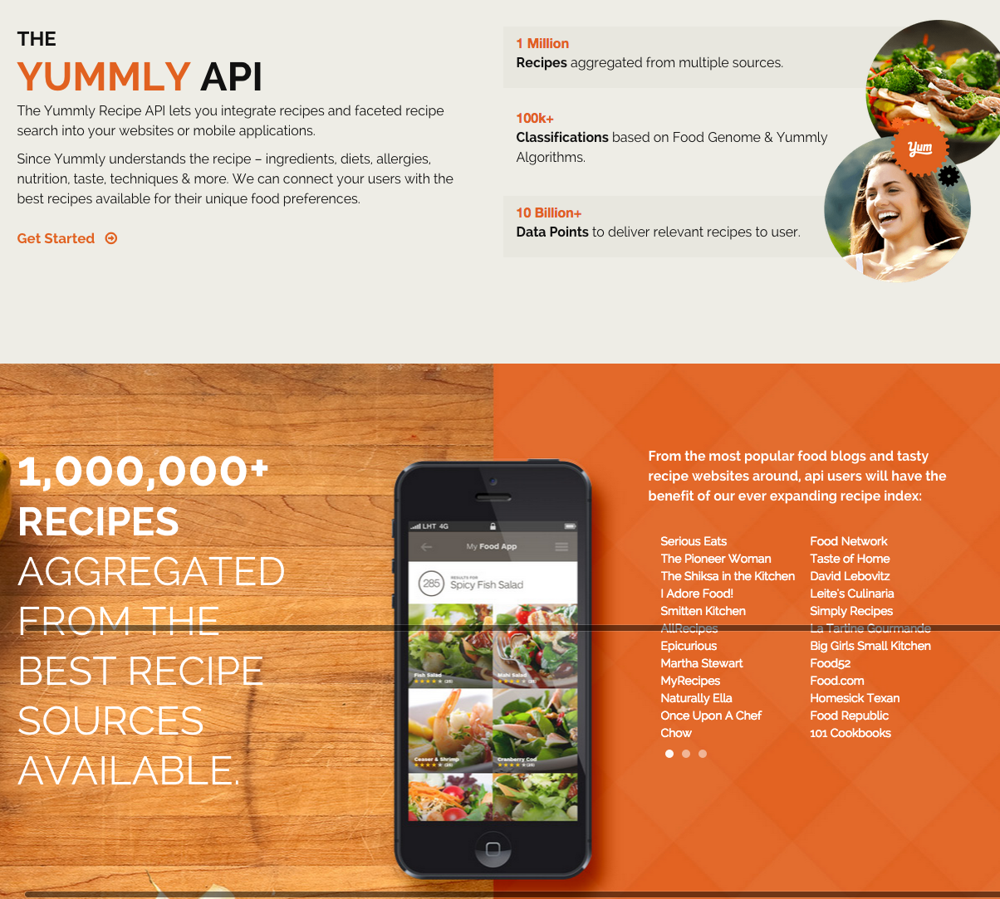 THE
YUMMLY API
The Yummly Recipe API lets you integrate recipes and faceted recipe
search into your websites or mobile applications.
Since Yummly understands the recipe – ingredients, diets, allergies,
nutrition, taste, techniques & more. We can connect your users with the
best recipes available for their unique food preferences.
Get Started
1 Million
Recipes aggregated from multiple sources.
100k+
Classifications based on Food Genome & Yummly
Algorithms.
10 Billion+
Data Points to deliver relevant recipes to user.
Yum
1,000,000+
RECIPES
AGGREGATED
FROM THE
BEST RECIPE
SOURCES
AVAILABLE.
LHT 4G
My Food App
285
RESULTS FOR
Spicy Fish Salad
Fish Salad
(25)
Mahi Salad
(25)
Ceaser & Shrimp
(25)
Cranberry Cod
(25)
From the most popular food blogs and tasty
recipe websites around, api users will have the
benefit of our ever expanding recipe index:
Serious Eats
The Pioneer Woman
The Shiksa in the Kitchen
I Adore Food!
Smitten Kitchen
AllRecipes
Epicurious
Martha Stewart
MyRecipes
Naturally Ella
Once Upon A Chef
Chow
Food Network
Taste of Home
David Lebovitz
Leite's Culinaria
Simply Recipes
La Tartine Gourmande
Big Girls Small Kitchen
Food52
Food.com
Homesick Texan
Food Republic
101 Cookbooks